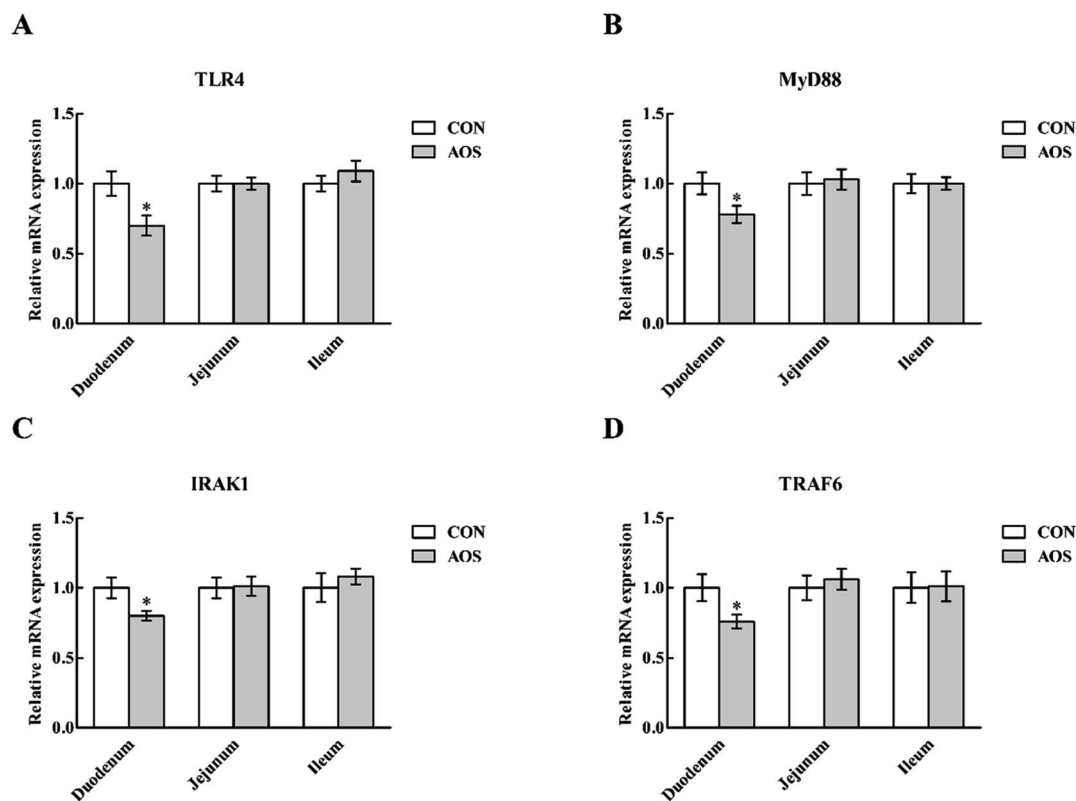 A
TLR4
Relative mRNA expression
1.5
1.0
0.5
0.0
*
Duodenum
Jejunum
Ileum
CON
AOS
B
MyD88
Relative mRNA expression
1.5
1.0
0.5
0.0
*
Duodenum
Jejunum
Ileum
CON
AOS
C
IRAK1
Relative mRNA expression
1.5
1.0
0.5
0.0
*
Duodenum
Jejunum
Ileum
CON
AOS
D
TRAF6
Relative mRNA expression
1.5
1.0
0.5
0.0
*
Duodenum
Jejunum
Ileum
CON
AOS